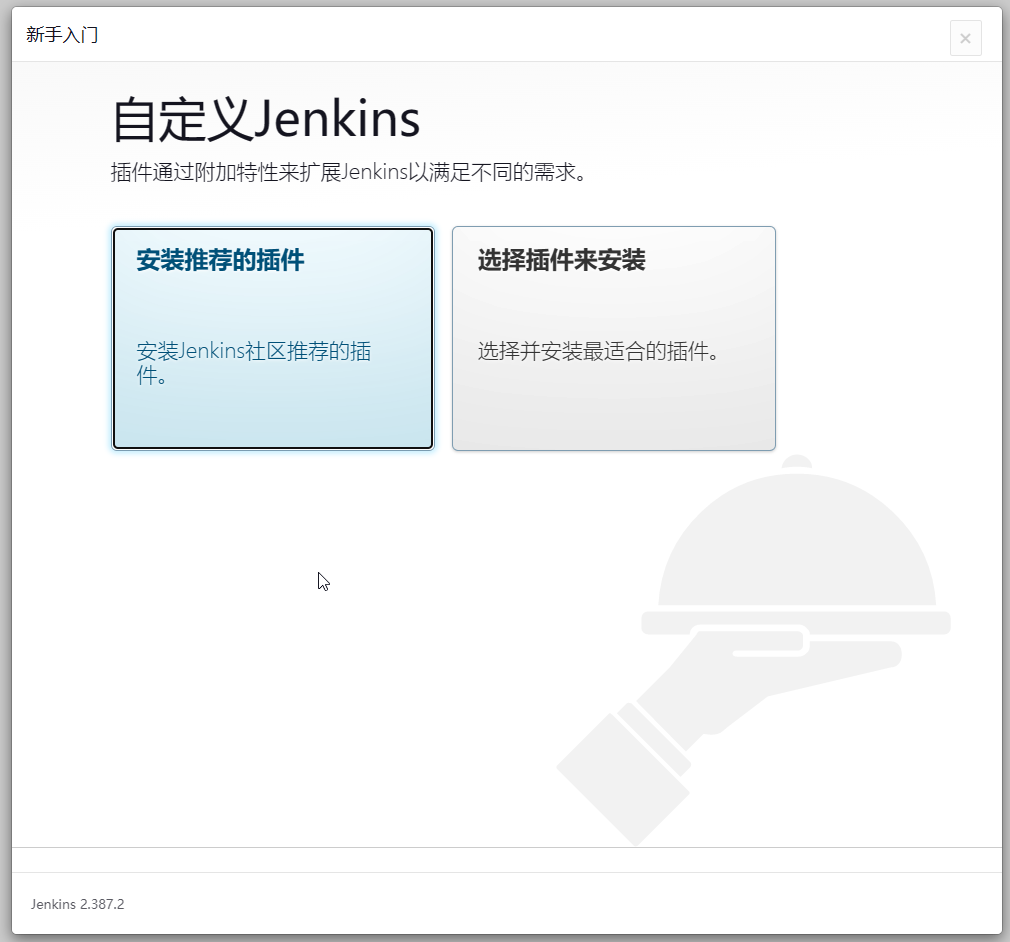 新手入门
×
自定义Jenkins
插件通过附加特性来扩展Jenkins以满足不同的需求。
安装推荐的插件
安装Jenkins社区推荐的插
件。
选择插件来安装
选择并安装最适合的插件。
Jenkins 2.387.2